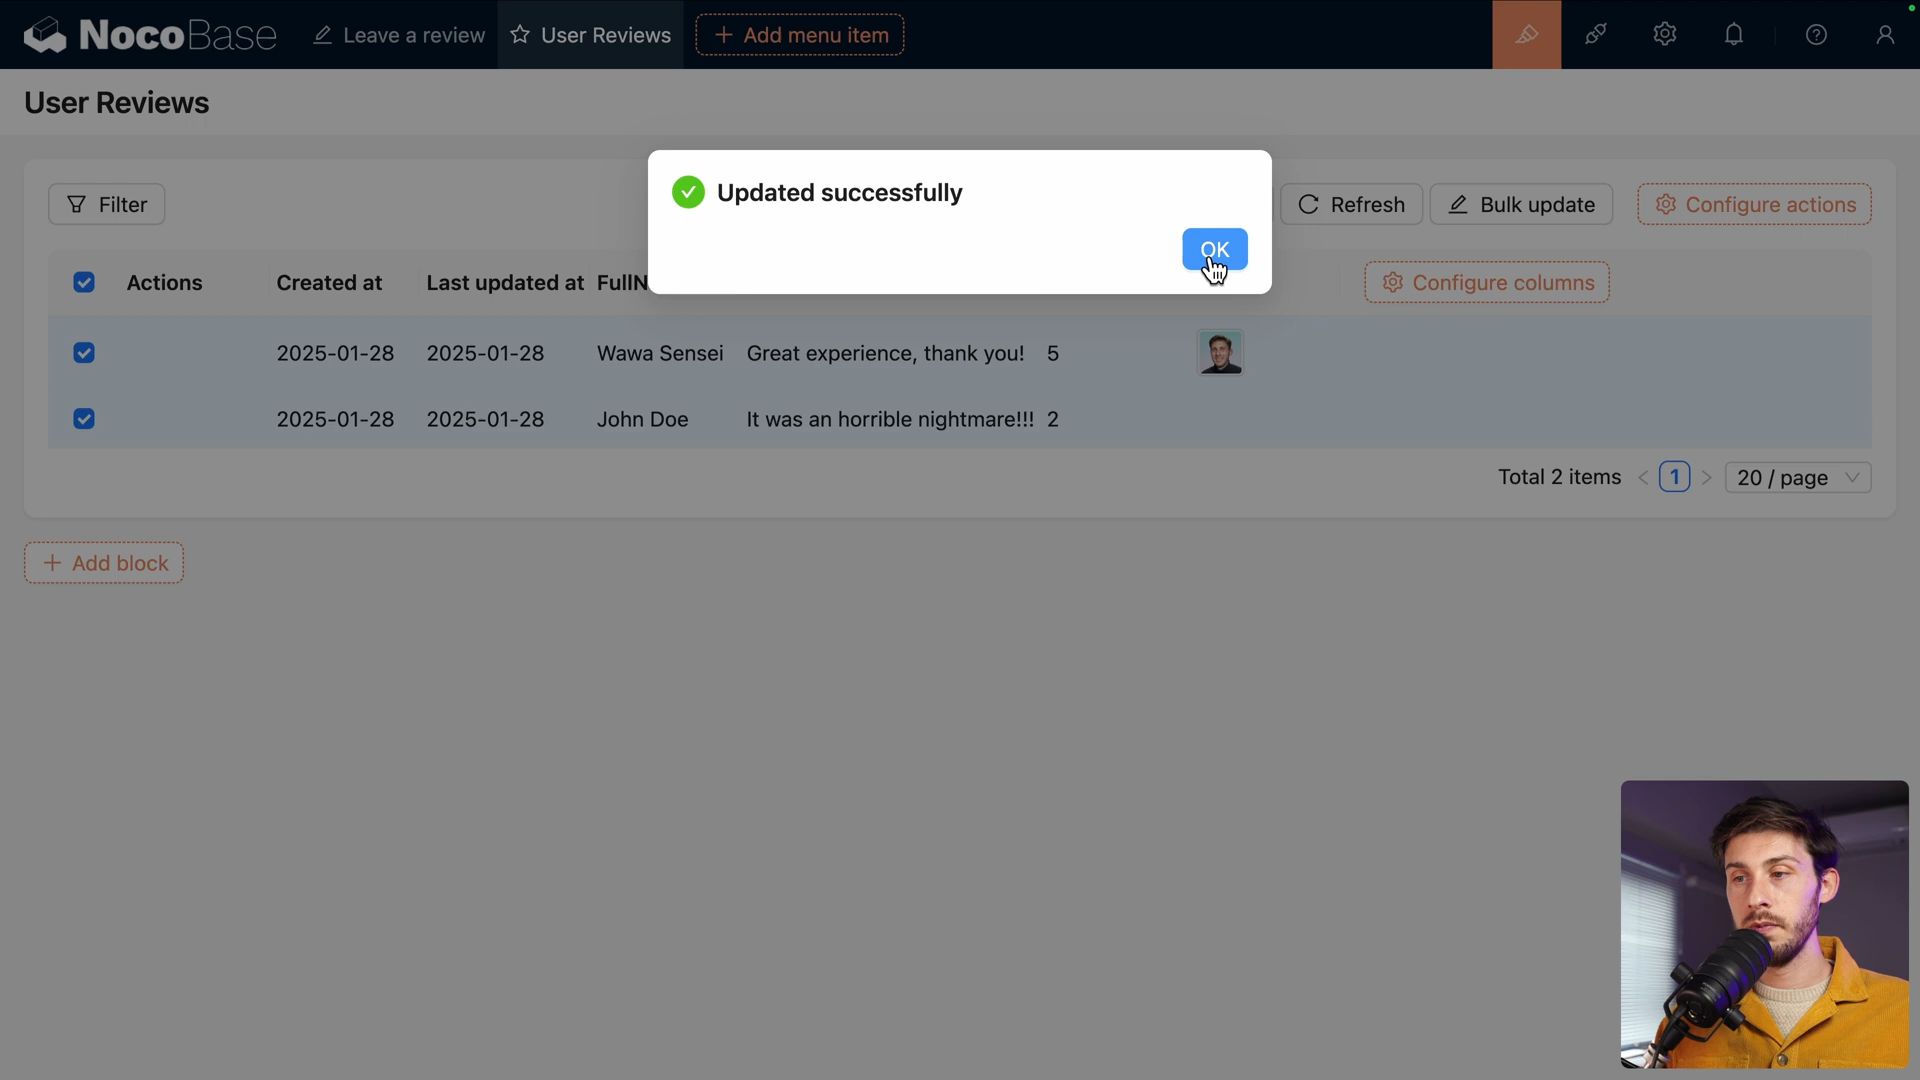 NocoBase Leave a review User Reviews + Add menu item
User Reviews
Updated successfully
Filter Refresh Bulk update Configure actions
OK
Actions Created at Last updated at FullN Configure columns
2025-01-28 2025-01-28 Wawa Sensei Great experience, thank you! 5
2025-01-28 2025-01-28 John Doe It was an horrible nightmare!!! 2
Total 2 items < 1 > 20 / page
+ Add block